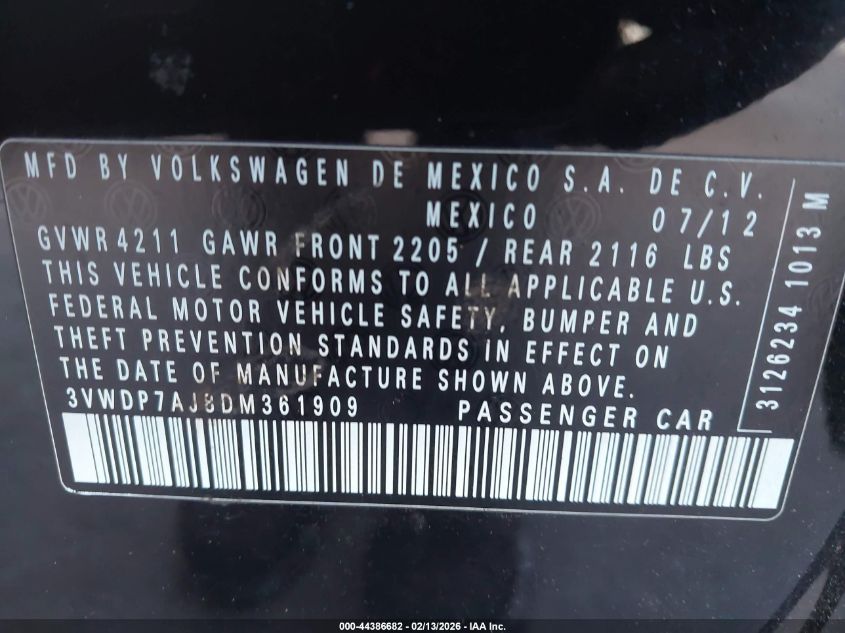 MFD BY VOLKSWAGEN DE MEXICO S.A. DE C.V.
MEXICO 07/12
GVWR 4211 GAWR FRONT 2205 / REAR 2116 LBS
THIS VEHICLE CONFORMS TO ALL APPLICABLE U.S.
FEDERAL MOTOR VEHICLE SAFETY, BUMPER AND
THEFT PREVENTION STANDARDS IN EFFECT ON
THE DATE OF MANUFACTURE SHOWN ABOVE.
3VWDP7AJ8DM361909 PASSENGER CAR
3126234 1013 M
000-44386682 - 02/13/2026 - IAA Inc.